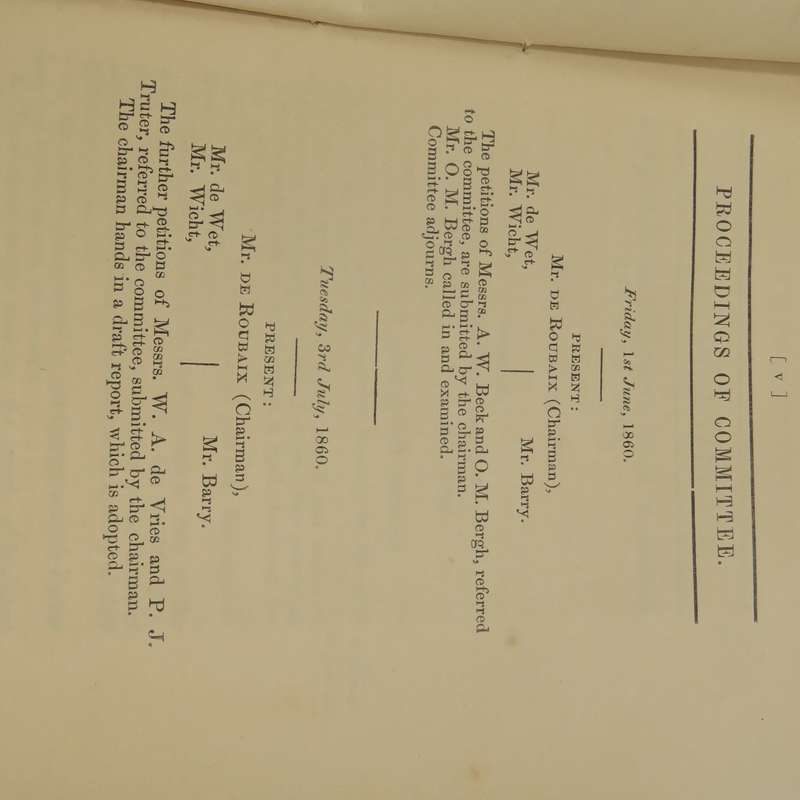 [ v ]
PROCEEDINGS OF COMMITTEE.
Friday, 1st June, 1860.
PRESENT:
Mr. DE ROUBAIX (Chairman),
Mr. de Wet,
Mr. Wicht,
Mr. Barry.
The petitions of Messrs. A. W. Beck and O. M. Bergh, referred
to the committee, are submitted by the chairman.
Mr. O. M. Bergh called in and examined.
Committee adjourns.
Tuesday, 3rd July, 1860.
PRESENT:
Mr. DE ROUBAIX (Chairman),
Mr. de Wet,
Mr. Wicht,
Mr. Barry.
The further petitions of Messrs. W. A. de Vries and P. J.
Truter, referred to the committee, submitted by the chairman.
The chairman hands in a draft report, which is adopted.